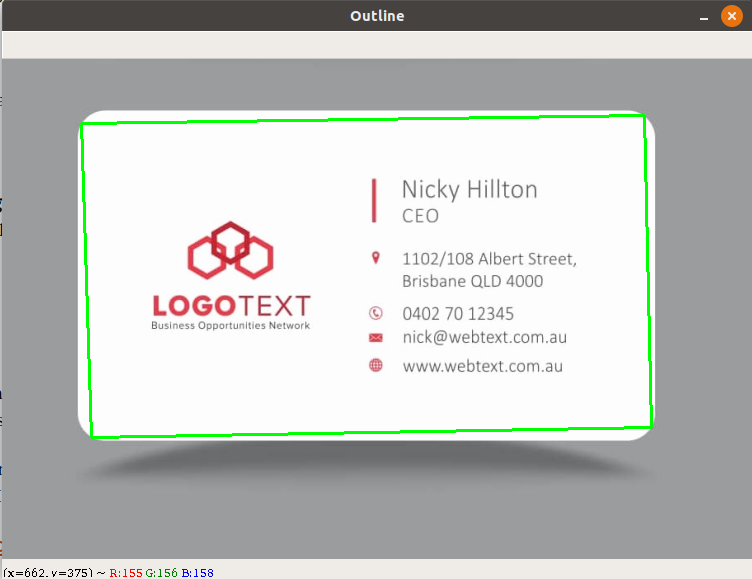 Outline
Nicky Hillton
CEO
1102/108 Albert Street,
Brisbane QLD 4000
LOGOTEXT
Business Opportunities Network
0402 70 12345
nick@webtext.com.au
www.webtext.com.au
(x=662, y=375) ~ R:155 G:156 B:158